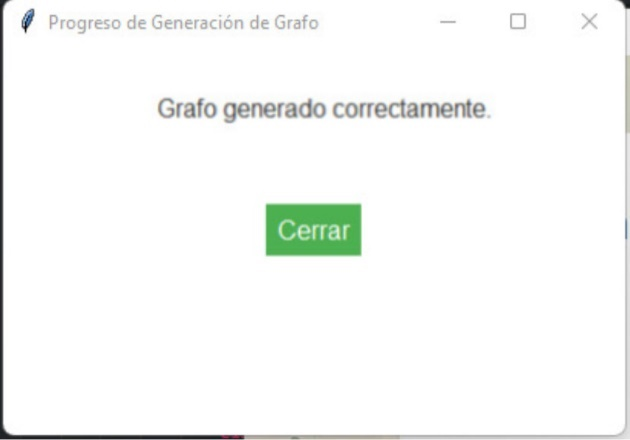 Progreso de Generación de Grafo
Grafo generado correctamente.
Cerrar